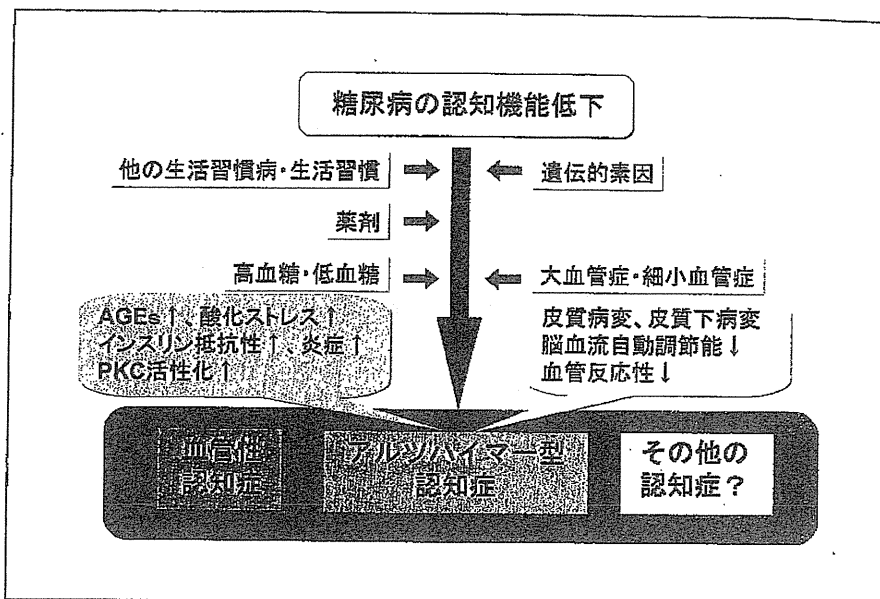 糖尿病の認知機能低下
他の生活習慣病・生活習慣
遺伝的素因
薬剤
高血糖・低血糖
大血管症・細小血管症
AGEs↑、酸化ストレス↑
インスリン抵抗性↑、炎症↑
PKC活性化↑
皮質病変、皮質下病変
脳血流自動調節能↓
血管反応性↓
血管性
認知症
アルツハイマー型
認知症
その他の
認知症？